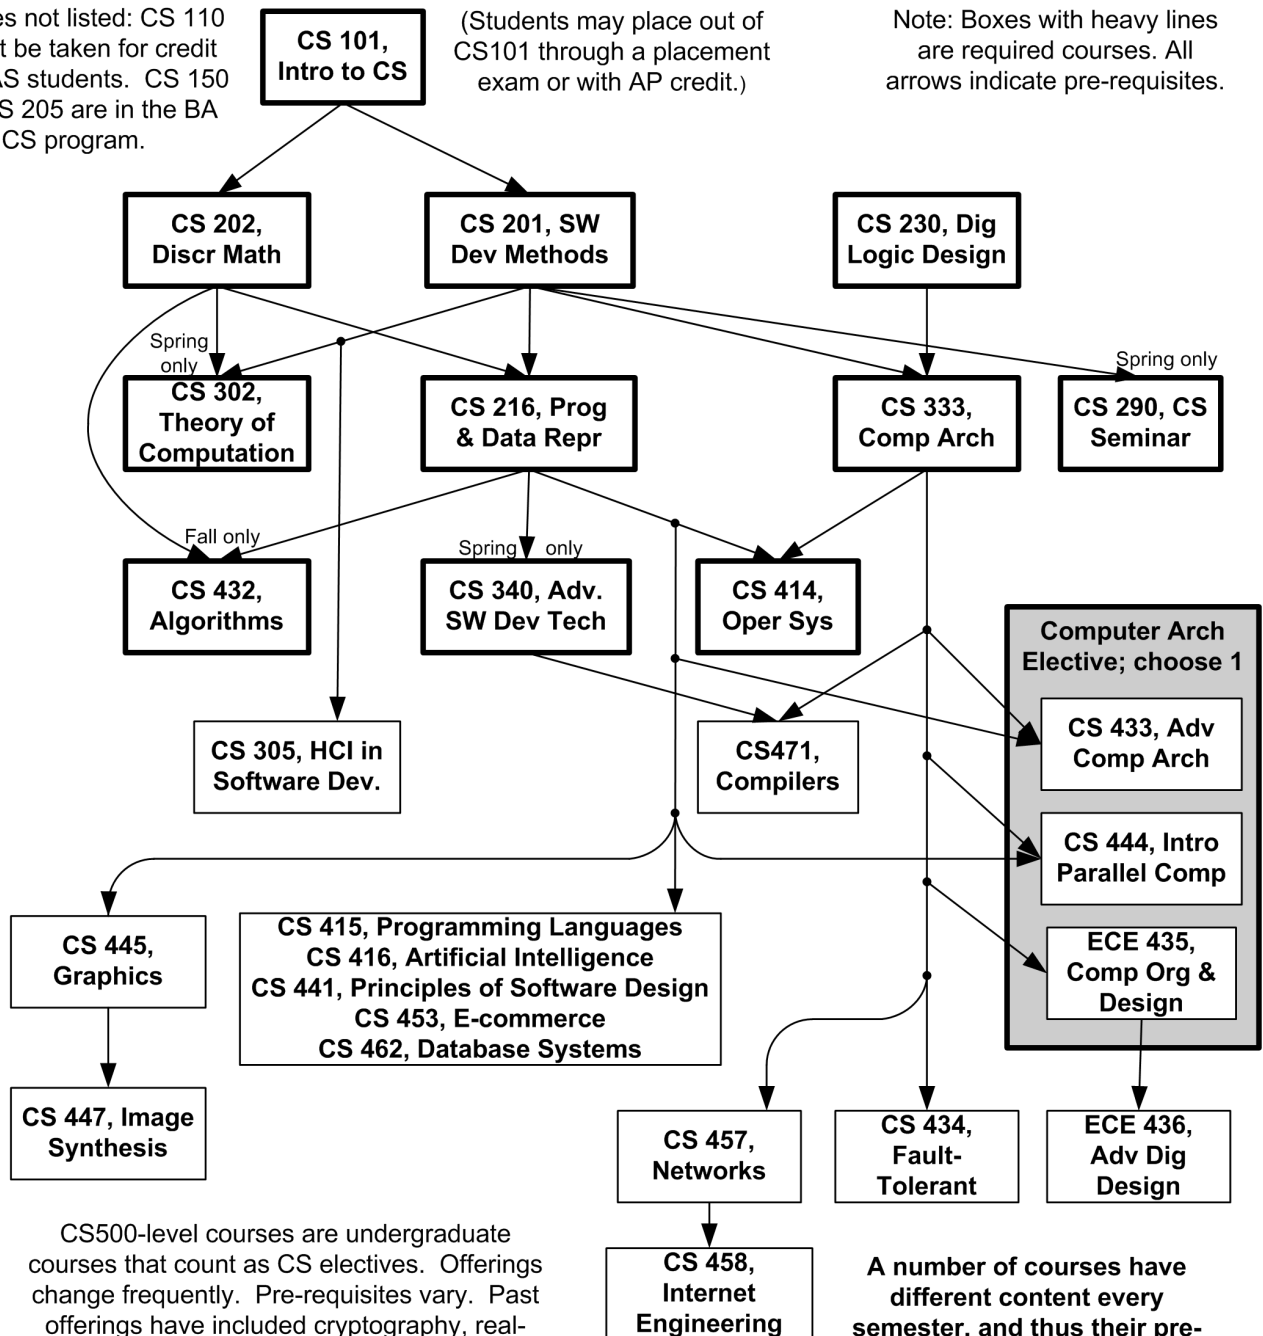 es not listed: CS 110
t be taken for credit
AS students.  CS 150
S 205 are in the BA
CS program.
CS 101,
Intro to CS
(Students may place out of
CS101 through a placement
exam or with AP credit.)
Note: Boxes with heavy lines
are required courses. All
arrows indicate pre-requisites.
CS 202,
Discr Math
CS 201, SW
Dev Methods
CS 230, Dig
Logic Design
Spring
only
Spring only
CS 302,
Theory of
Computation
CS 216, Prog
& Data Repr
CS 333,
Comp Arch
CS 290, CS
Seminar
Fall only
Spring only
CS 432,
Algorithms
CS 340, Adv.
SW Dev Tech
CS 414,
Oper Sys
Computer Arch
Elective; choose 1
CS 433, Adv
Comp Arch
CS 305, HCI in
Software Dev.
CS471,
Compilers
CS 444, Intro
Parallel Comp
CS 445,
Graphics
CS 415, Programming Languages
CS 416, Artificial Intelligence
CS 441, Principles of Software Design
CS 453, E-commerce
CS 462, Database Systems
ECE 435,
Comp Org &
Design
CS 447, Image
Synthesis
CS 457,
Networks
CS 434,
Fault-
Tolerant
ECE 436,
Adv Dig
Design
CS500-level courses are undergraduate
courses that count as CS electives.  Offerings
change frequently.  Pre-requisites vary.  Past
offerings have included cryptography, real-
CS 458,
Internet
Engineering
A number of courses have
different content every
semester, and thus their pre-